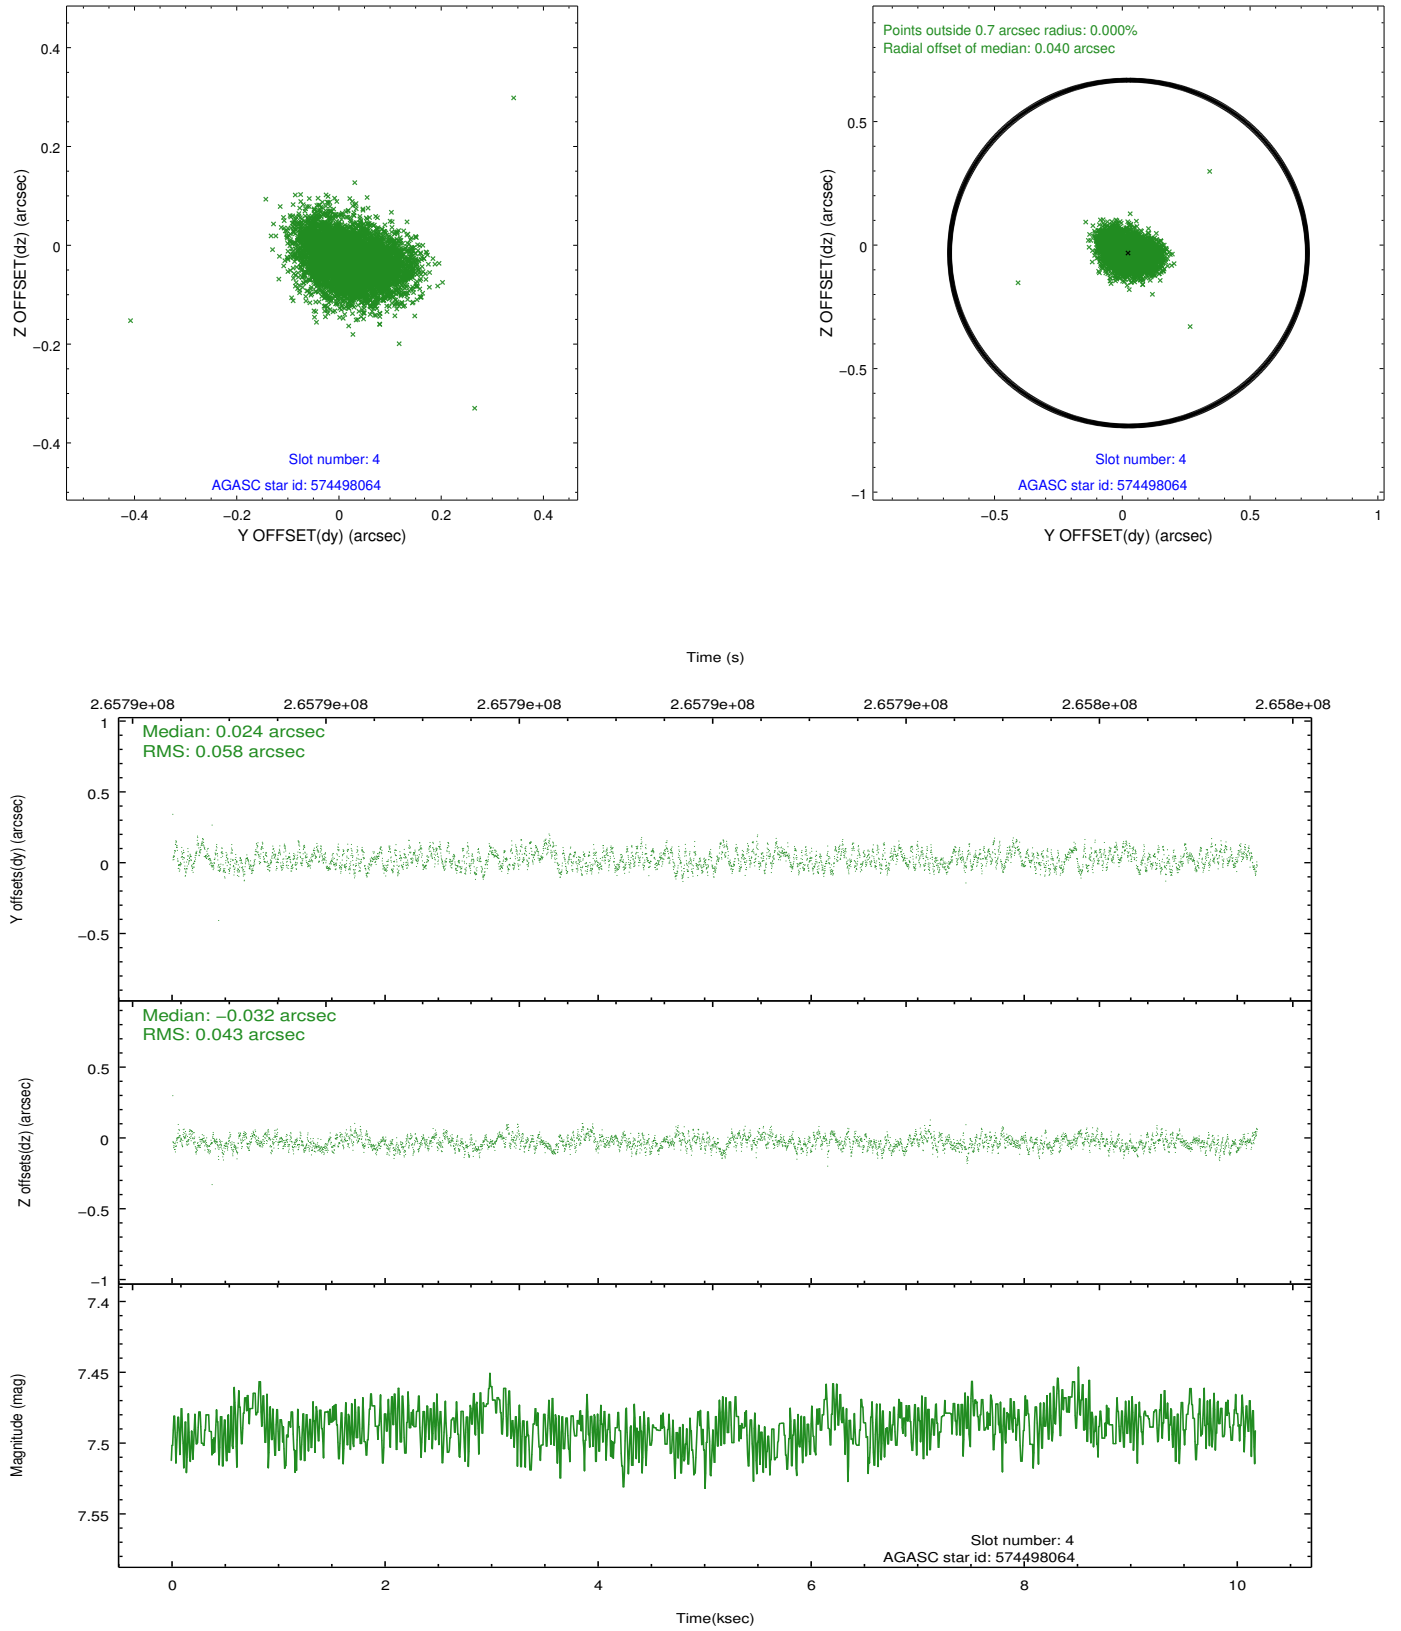 0.4
0.2
0
−0.2
−0.4
Z OFFSET(dz) (arcsec)
Slot number: 4
AGASC star id: 574498064
−0.4 −0.2 0 0.2 0.4
Y OFFSET(dy) (arcsec)
Points outside 0.7 arcsec radius: 0.000%
Radial offset of median: 0.040 arcsec
0.5
0
−0.5
−1
Z OFFSET(dz) (arcsec)
Slot number: 4
AGASC star id: 574498064
−0.5 0 0.5 1
Y OFFSET(dy) (arcsec)
Time (s)
2.6579e+08 2.6579e+08 2.6579e+08 2.6579e+08 2.6579e+08 2.658e+08 2.658e+08
Median: 0.024 arcsec
RMS: 0.058 arcsec
1
0.5
0
−0.5
Y offsets(dy) (arcsec)
Median: −0.032 arcsec
RMS: 0.043 arcsec
0.5
0
−0.5
−1
Z offsets(dz) (arcsec)
7.4
7.45
7.5
7.55
Magnitude (mag)
Slot number: 4
AGASC star id: 574498064
0 2 4 6 8 10
Time(ksec)